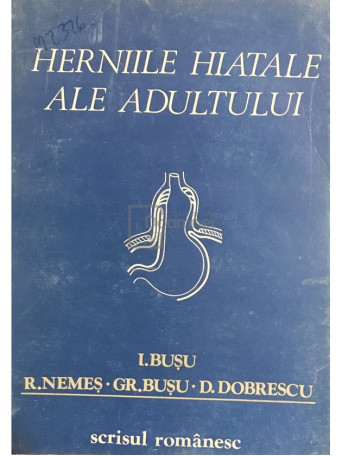 HERNIILE HIATALE
ALE ADULTULUI
I.BUȘU
R.NEMEȘ · GR.BUȘU · D. DOBRESCU
scrisul românesc